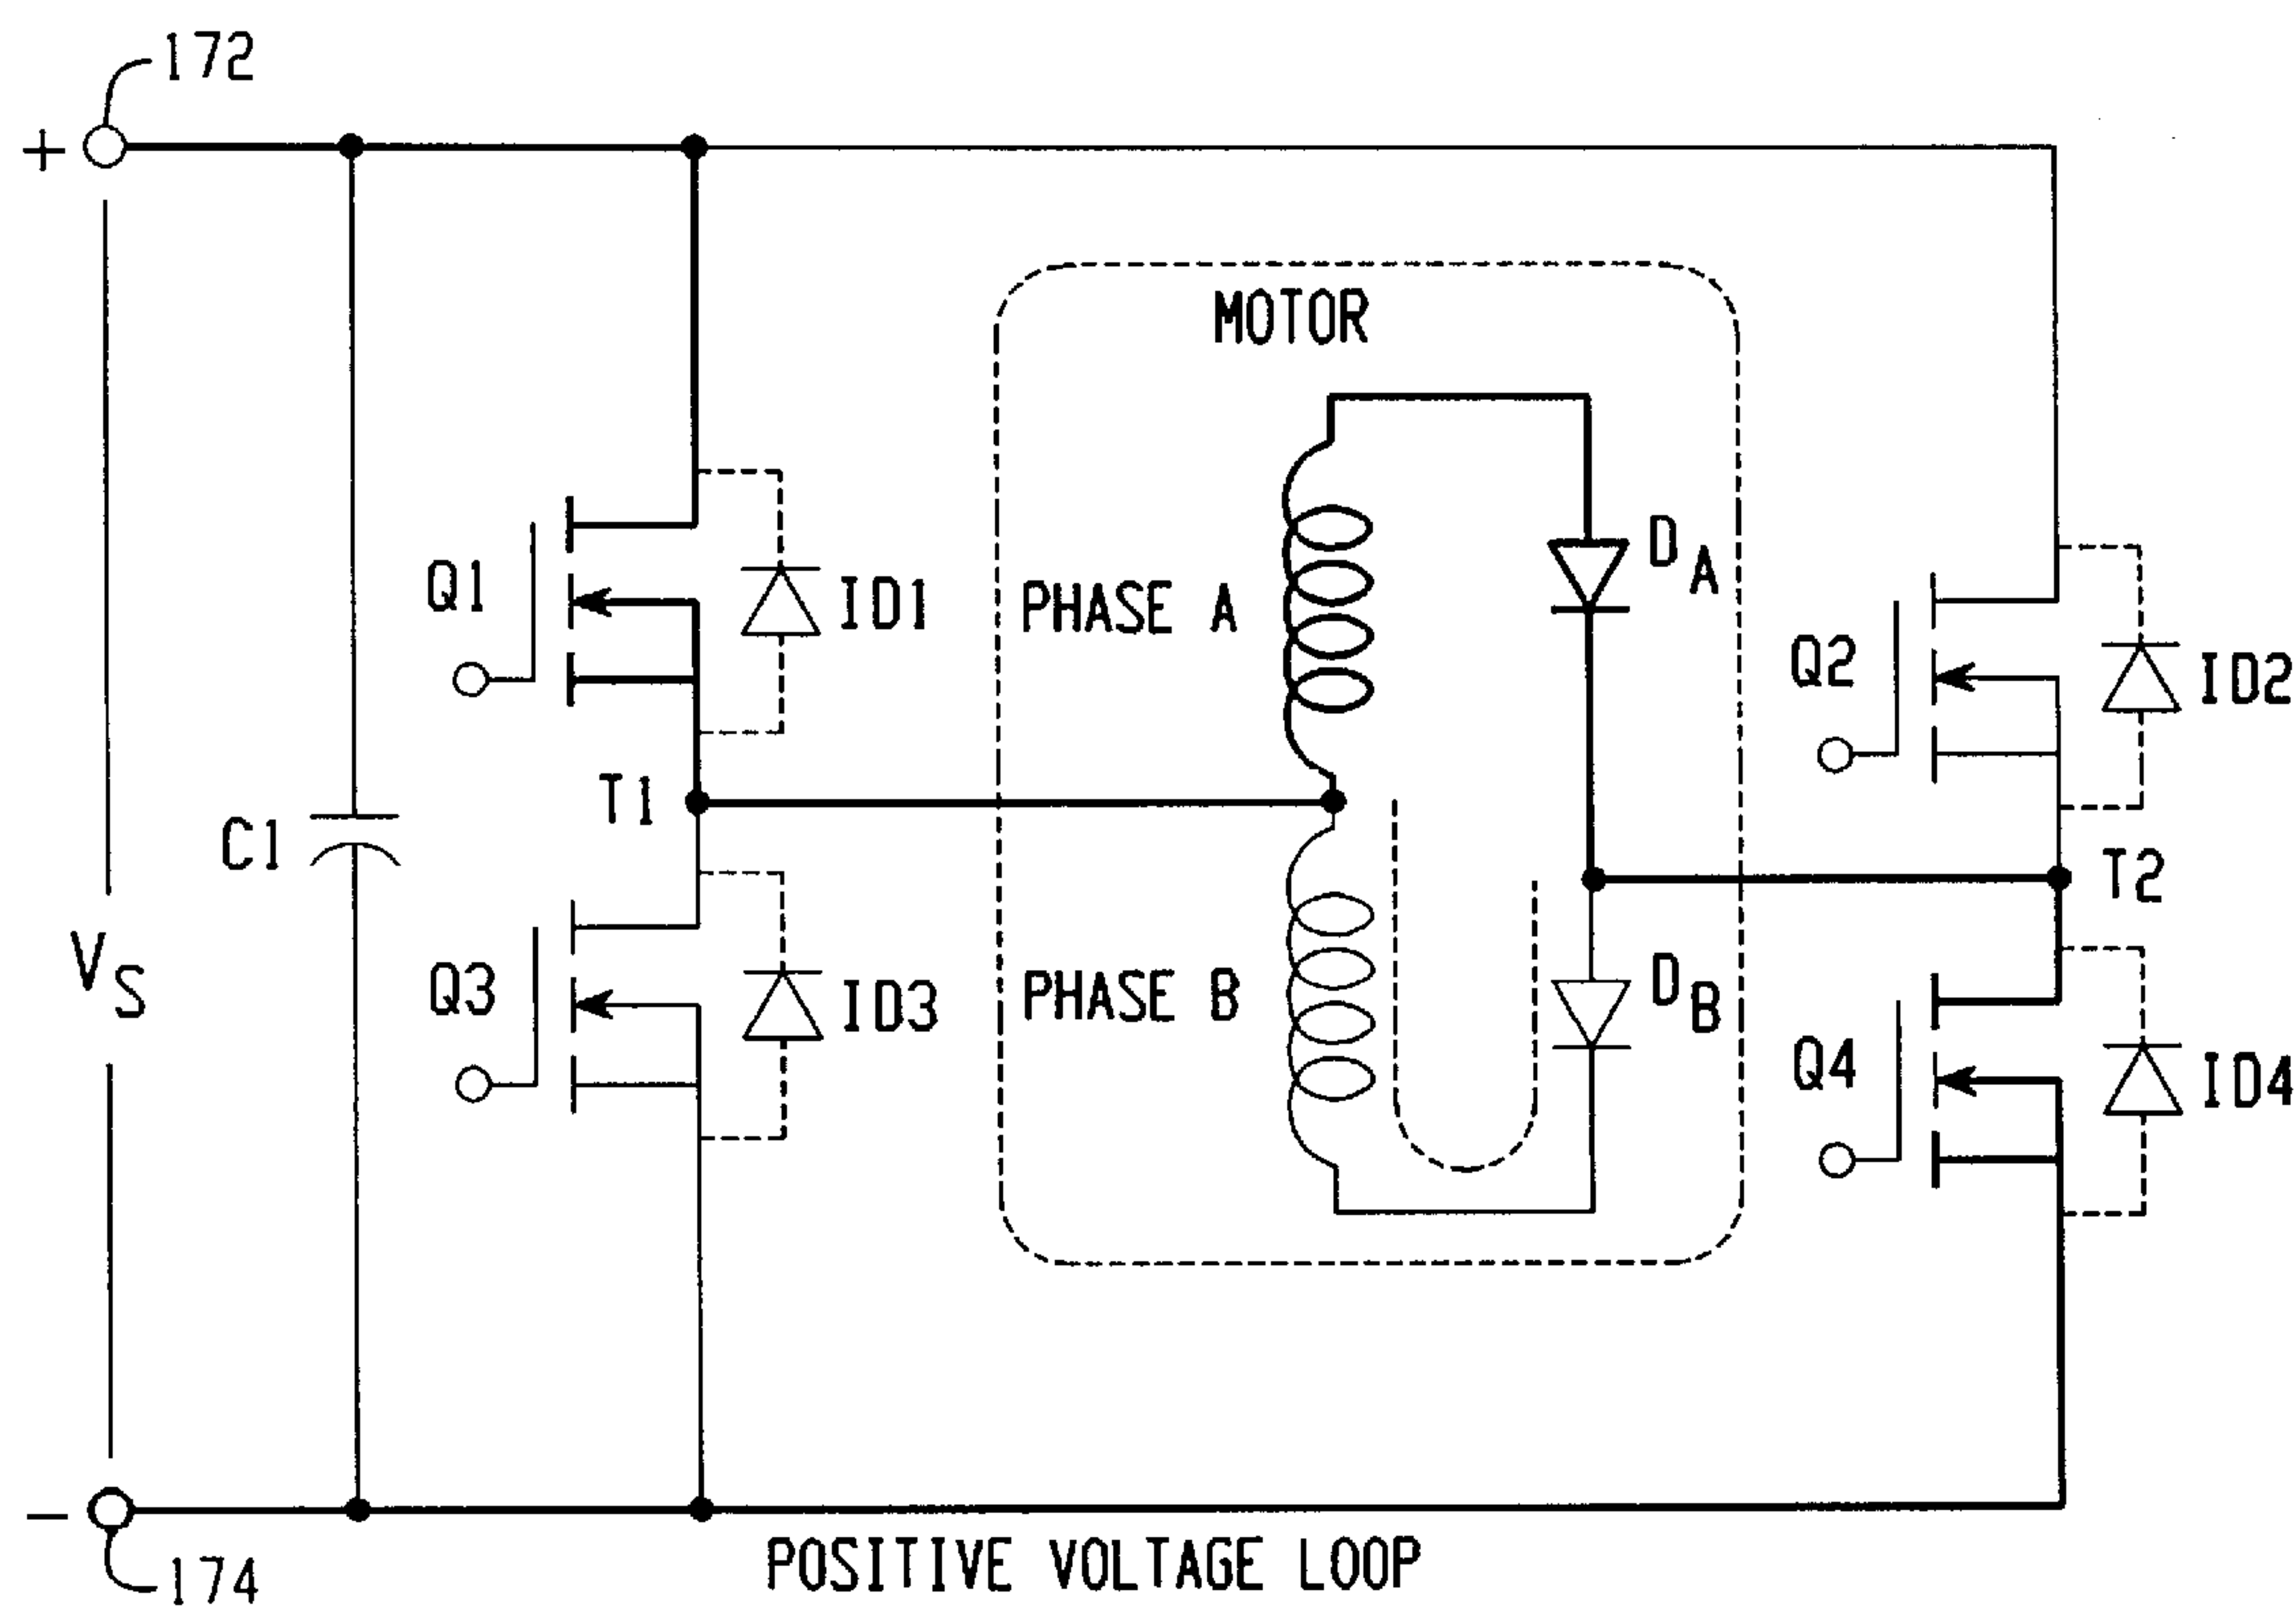 172
+
MOTOR
Q1
ID1
PHASE A
D A
Q2
ID2
T1
C1
T2
V S
Q3
ID3
PHASE B
D B
Q4
ID4
−
174
POSITIVE VOLTAGE LOOP